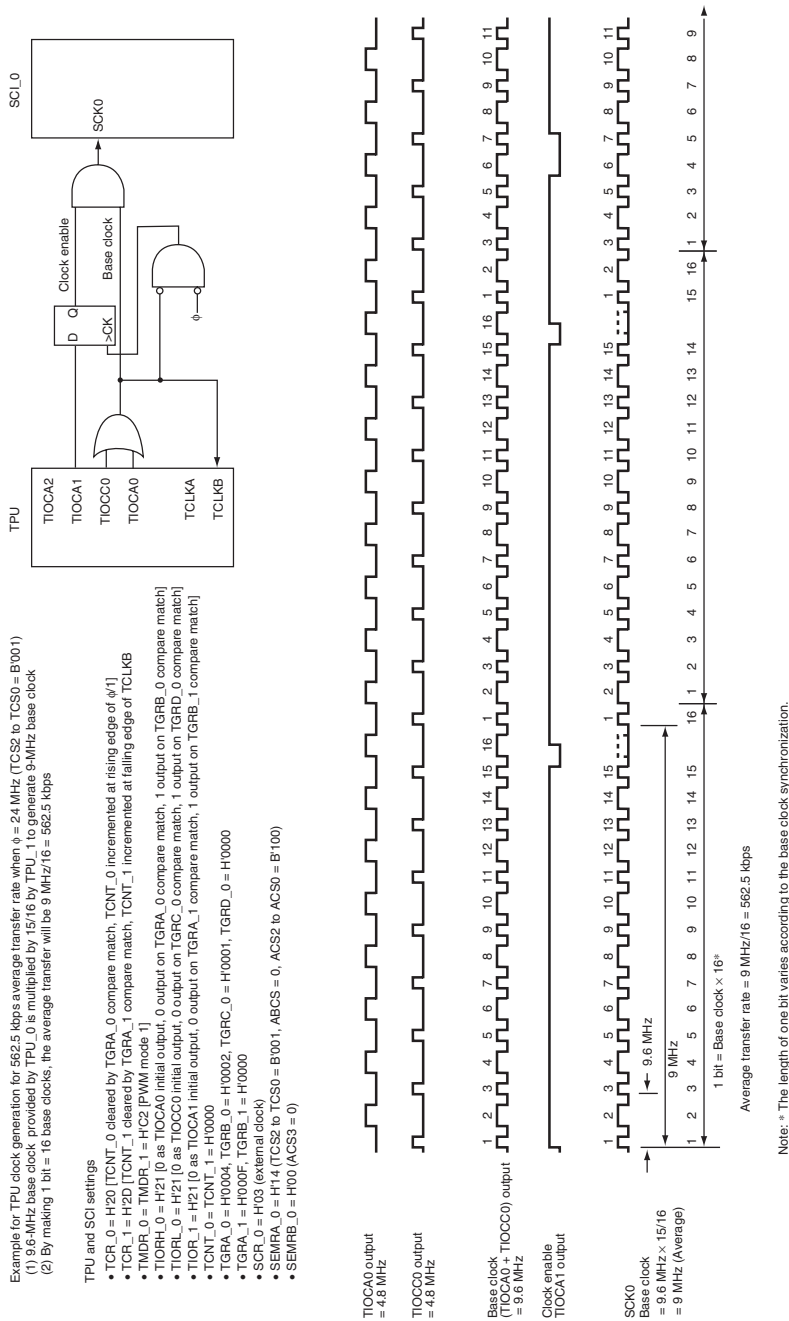 Example for TPU clock generation for 562.5 kbps average transfer rate when ϕ = 24 MHz (TCS2 to TCS0 = B'001)
(1) 9.6-MHz base clock provided by TPU_0 is multiplied by 15/16 by TPU_1 to generate 9-MHz base clock
(2) By making 1 bit = 16 base clocks, the average transfer will be 9 MHz/16 = 562.5 kbps
TPU and SCI settings
• TCR_0 = H'20 [TCNT_0 cleared by TGRA_0 compare match, TCNT_0 incremented at rising edge of ϕ/1]
• TCR_1 = H'2D [TCNT_1 cleared by TGRA_1 compare match, TCNT_1 incremented at falling edge of TCLKB
• TMDR_0 = TMDR_1 = H'C2 [PWM mode 1]
• TIORH_0 = H'21 [0 as TIOCA0 initial output, 0 output on TGRA_0 compare match, 1 output on TGRB_0 compare match]
• TIORL_0 = H'21 [0 as TIOCC0 initial output, 0 output on TGRC_0 compare match, 1 output on TGRD_0 compare match]
• TIOR_1 = H'21 [0 as TIOCA1 initial output, 0 output on TGRA_1 compare match, 1 output on TGRB_1 compare match]
• TCNT_0 = TCNT_1 = H'0000
• TGRA_0 = H'0004, TGRB_0 = H'0002, TGRC_0 = H'0001, TGRD_0 = H'0000
• TGRA_1 = H'000F, TGRB_1 = H'0000
• SCR_0 = H'03 (external clock)
• SEMRA_0 = H'14 (TCS2 to TCS0 = B'001, ABCS = 0, ACS2 to ACS0 = B'100)
• SEMRB_0 = H'00 (ACS3 = 0)
TPU
TIOCA2
TIOCA1
TIOCC0
TIOCA0
TCLKA
TCLKB
D Q
>CK
Clock enable
Base clock
ϕ
SCI_0
SCK0
TIOCA0 output
= 4.8 MHz
TIOCC0 output
= 4.8 MHz
Base clock
(TIOCA0 + TIOCC0) output
= 9.6 MHz
1 2 3 4 5 6 7 8 9 10 11 12 13 14 15 16 1 2 3 4 5 6 7 8 9 10 11 12 13 14 15 16 1 2 3 4 5 6 7 8 9 10 11
Clock enable
TIOCA1 output
SCK0
Base clock
= 9.6 MHz × 15/16
= 9 MHz (Average)
1 2 3 4 5 6 7 8 9 10 11 12 13 14 15 1 2 3 4 5 6 7 8 9 10 11 12 13 14 15 1 2 3 4 5 6 7 8 9 10 11
9.6 MHz
9 MHz
1 2 3 4 5 6 7 8 9 10 11 12 13 14 15 16 1 2 3 4 5 6 7 8 9 10 11 12 13 14 15 16 1 2 3 4 5 6 7 8 9
1 bit = Base clock × 16*
Average transfer rate = 9 MHz/16 = 562.5 kbps
Note: * The length of one bit varies according to the base clock synchronization.